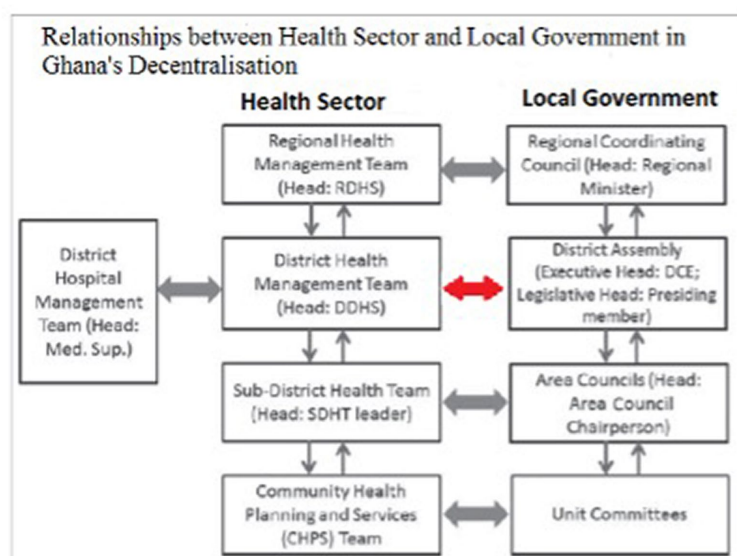 Relationships between Health Sector and Local Government in
Ghana's Decentralisation
Health Sector
Local Government
Regional Health
Management Team
(Head: RDHS)
Regional Coordinating
Council (Head: Regional
Minister)
District
Hospital
Management
Team (Head:
Med. Sup.)
District Health
Management Team
(Head: DDHS)
District Assembly
(Executive Head: DCE;
Legislative Head: Presiding
member)
Sub-District Health Team
(Head: SDHT leader)
Area Councils (Head:
Area Council
Chairperson)
Community Health
Planning and Services
(CHPS) Team
Unit Committees